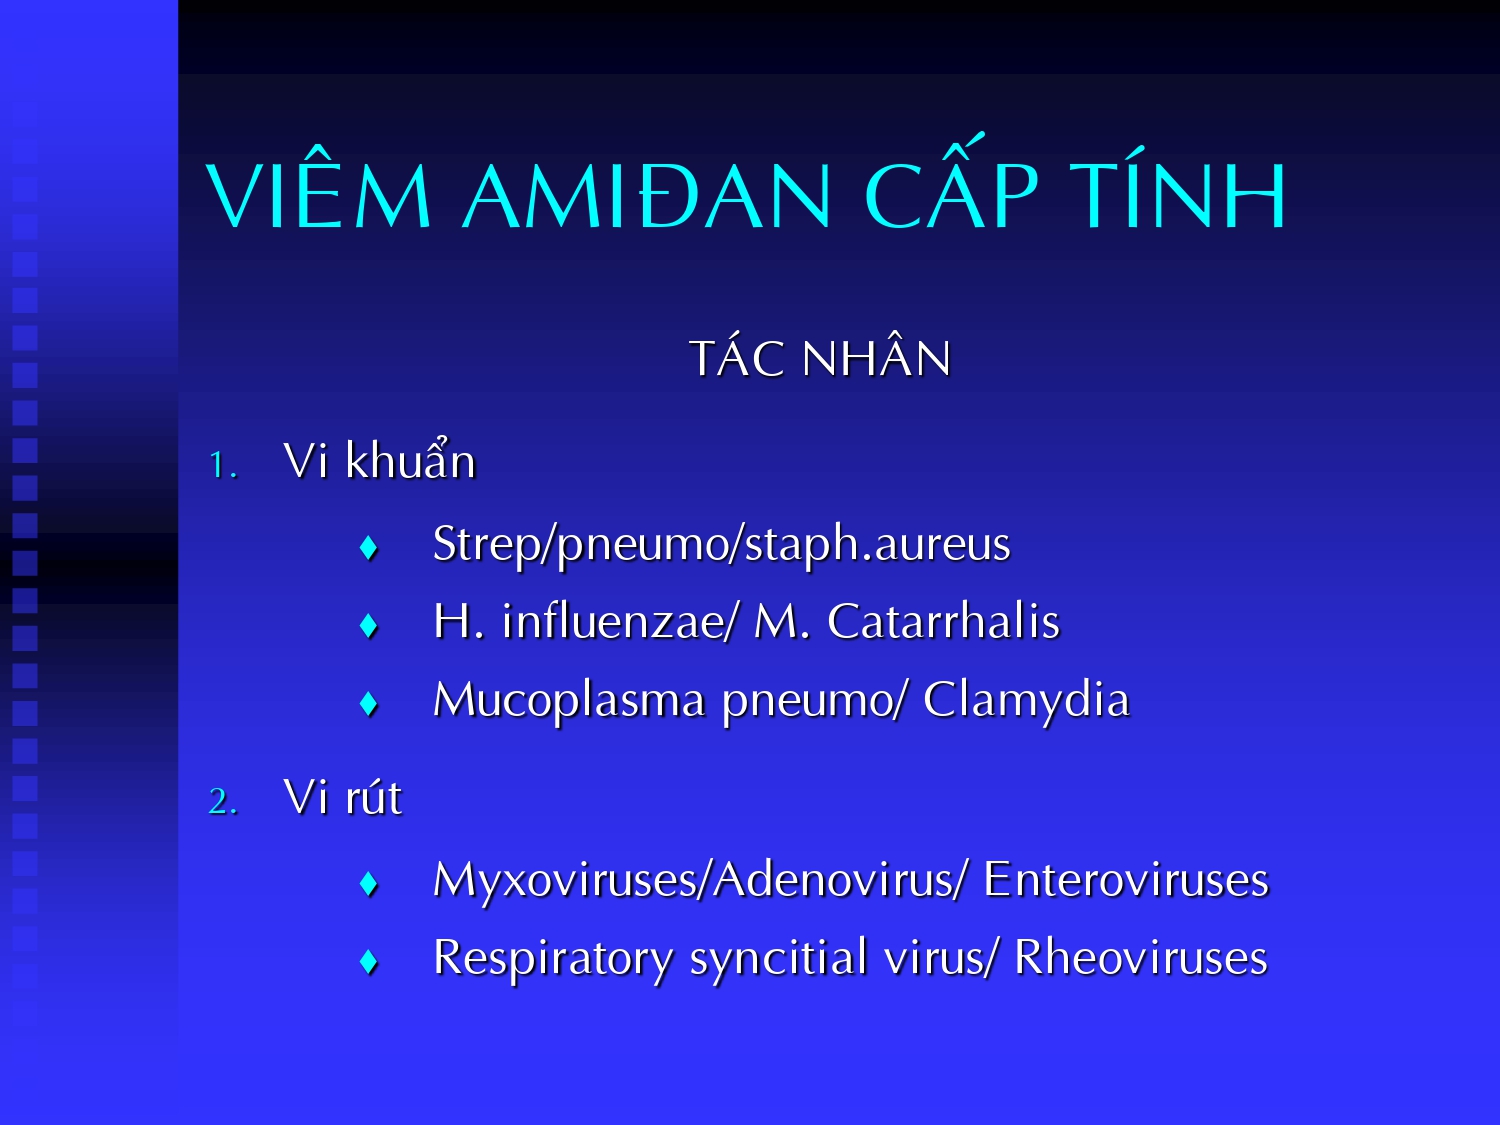 VIÊM AMIĐAN CẤP TÍNH
TÁC NHÂN
1. Vi khuẩn
♦ Strep/pneumo/staph.aureus
♦ H. influenzae/ M. Catarrhalis
♦ Mucoplasma pneumo/ Clamydia
2. Vi rút
♦ Myxoviruses/Adenovirus/ Enteroviruses
♦ Respiratory syncitial virus/ Rheoviruses